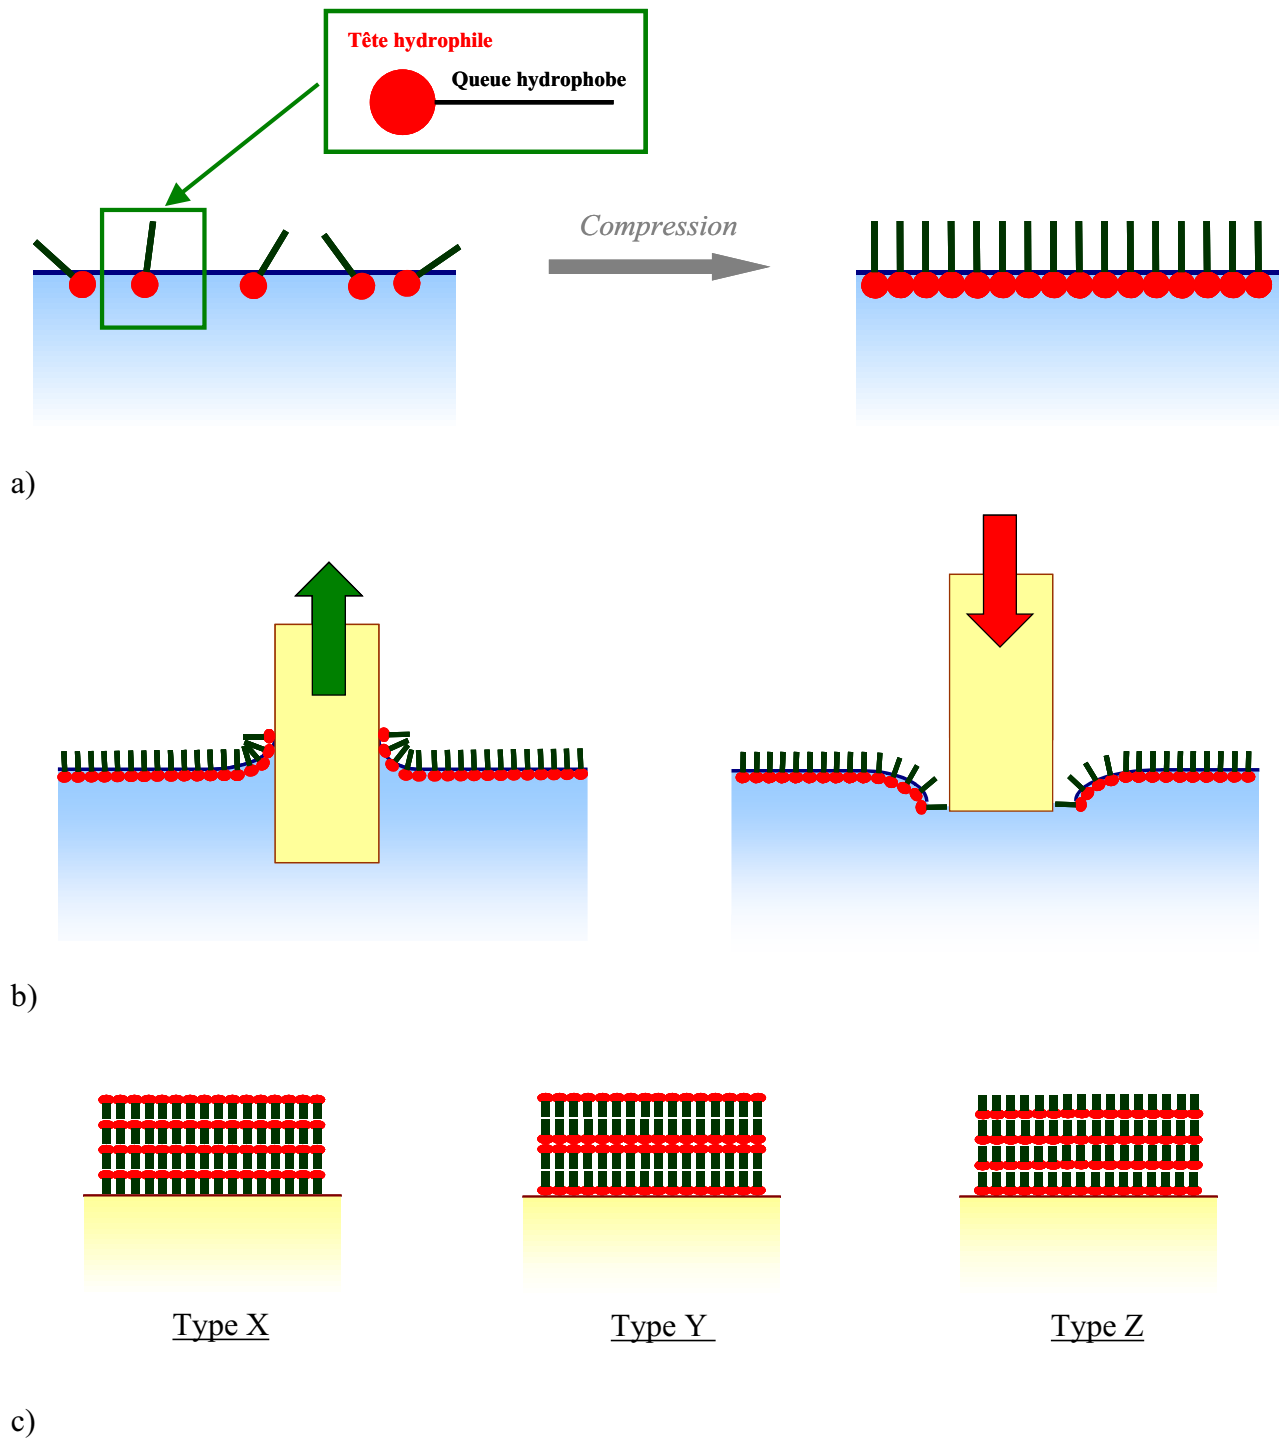 Tête hydrophile
Queue hydrophobe
Compression
a)
b)
Type X
Type Y
Type Z
c)